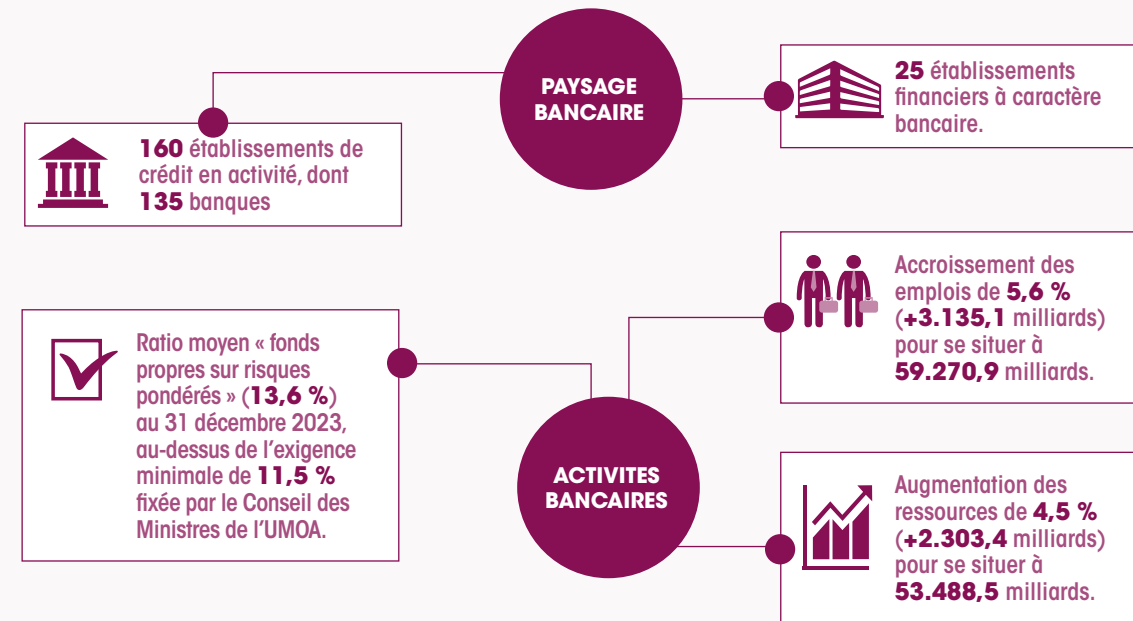 PAYSAGE
BANCAIRE
160 établissements de
crédit en activité, dont
135 banques
25 établissements
financiers à caractère
bancaire.
ACTIVITES
BANCAIRES
Ratio moyen « fonds
propres sur risques
pondérés » (13,6 %)
au 31 décembre 2023,
au-dessus de l’exigence
minimale de 11,5 %
fixée par le Conseil des
Ministres de l’UMOA.
Accroissement des
emplois de 5,6 %
(+3.135,1 milliards)
pour se situer à
59.270,9 milliards.
Augmentation des
ressources de 4,5 %
(+2.303,4 milliards)
pour se situer à
53.488,5 milliards.